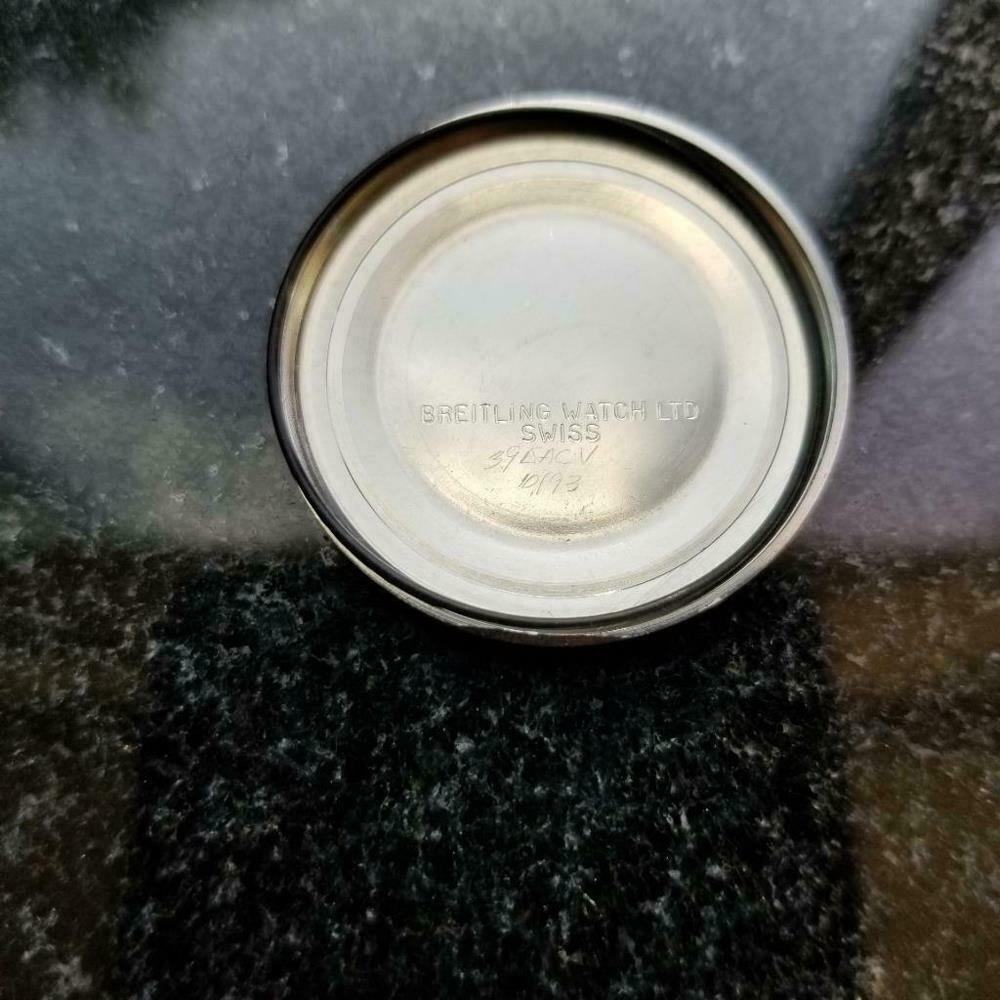 BREITLING WATCH LTD
SWISS
10/93